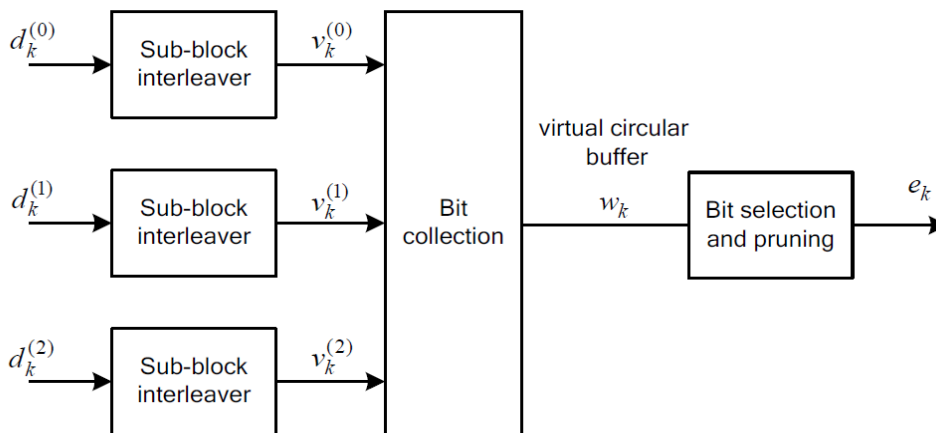 d_k^{(0)}
Sub-block
interleaver
v_k^{(0)}
virtual circular
buffer
d_k^{(1)}
Sub-block
interleaver
v_k^{(1)}
Bit
collection
w_k
Bit selection
and pruning
e_k
d_k^{(2)}
Sub-block
interleaver
v_k^{(2)}